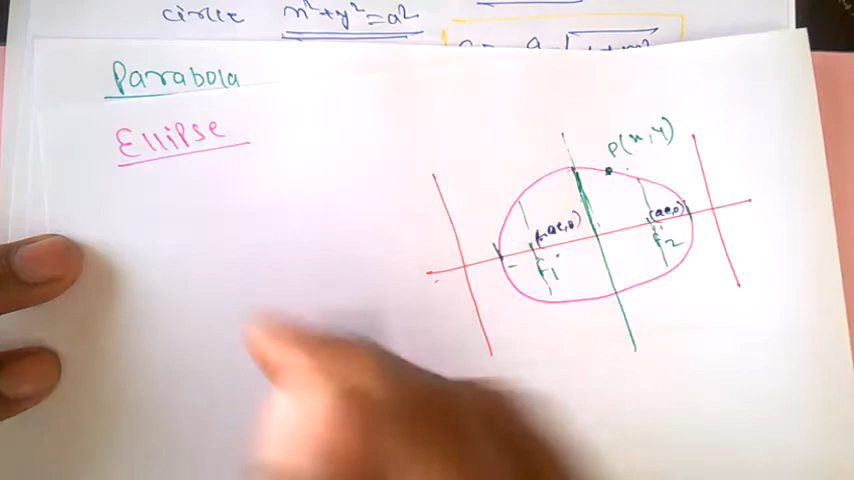 circle x²+y²=a²
Parabola
Ellipse
P(x,y)
(-ae,0) (ae,0)
F1 F2